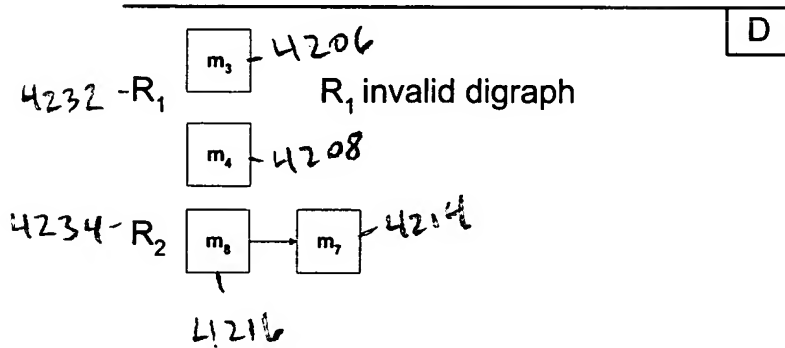 D
m₃ 4206
4232 R₁ R₁ invalid digraph
m₄ 4208
4234 R₂ m₈ m₇ 4214
4216